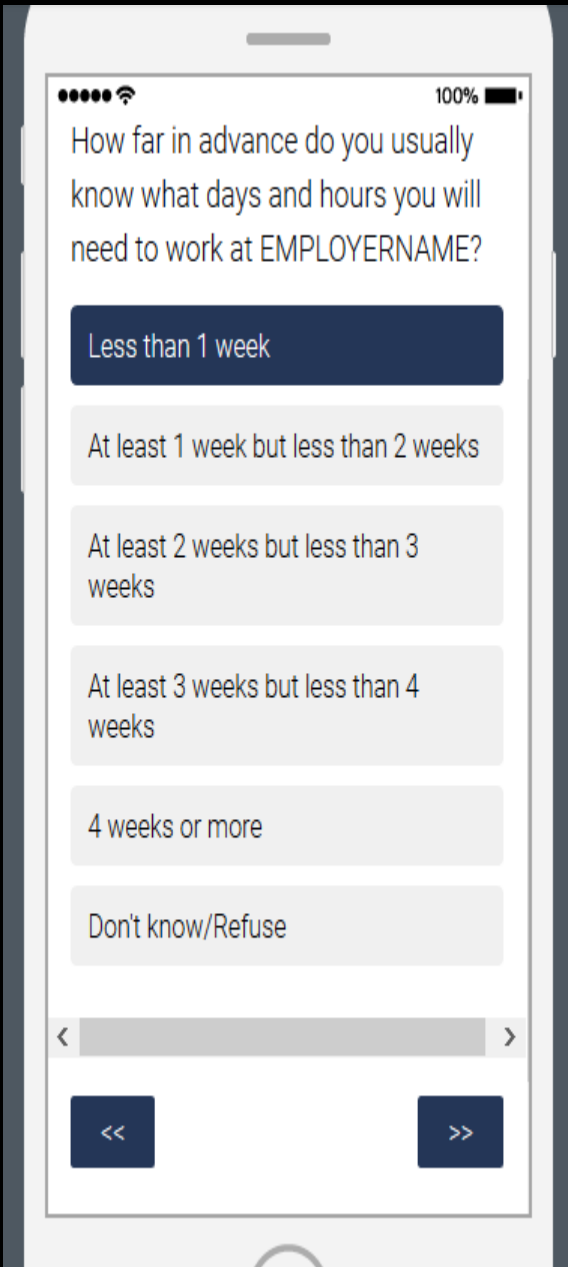 100%
How far in advance do you usually
know what days and hours you will
need to work at EMPLOYERNAME?
Less than 1 week
At least 1 week but less than 2 weeks
At least 2 weeks but less than 3
weeks
At least 3 weeks but less than 4
weeks
4 weeks or more
Don't know/Refuse
<< >>